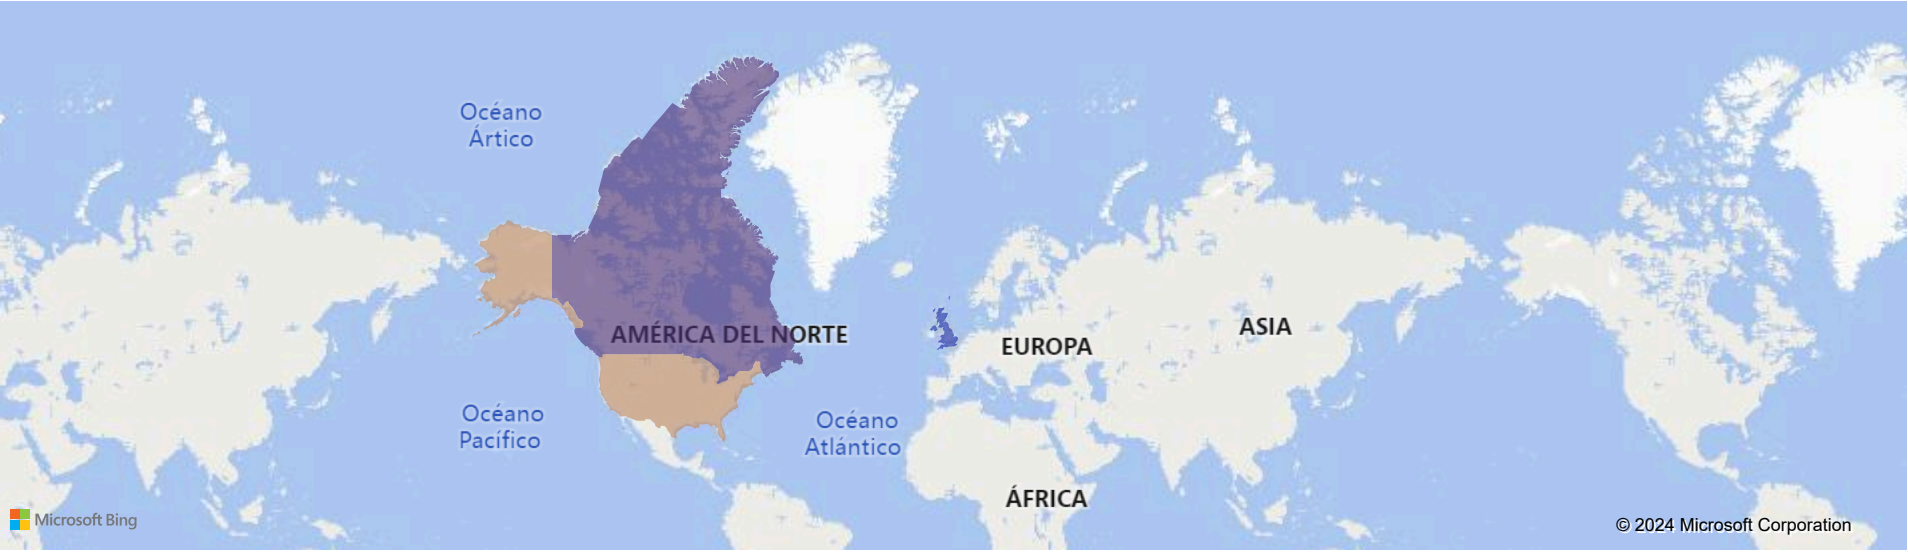 Océano
Ártico
AMÉRICA DEL NORTE
EUROPA
ASIA
Océano
Pacífico
Océano
Atlántico
ÁFRICA
Microsoft Bing
© 2024 Microsoft Corporation